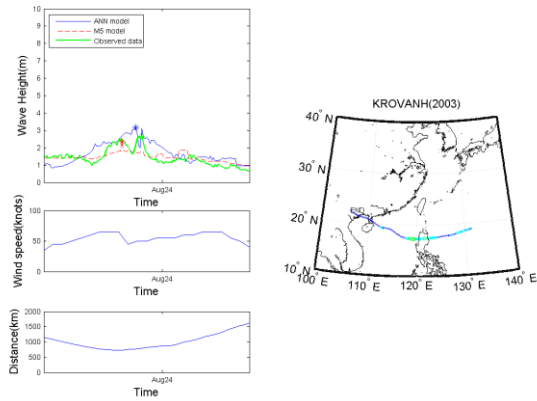 ANN model
M5 model
Observed data
Wave Height(m)
10
9
8
7
6
5
4
3
2
1
0
Aug24
Time
Wind speed(Knots)
100
50
0
Aug24
Time
Distance(km)
2000
1500
1000
500
0
Aug24
Time
KROVANH(2003)
40° N
30° N
20° N
10° N
END
100° E
110° E
120° E
130° E
140° E